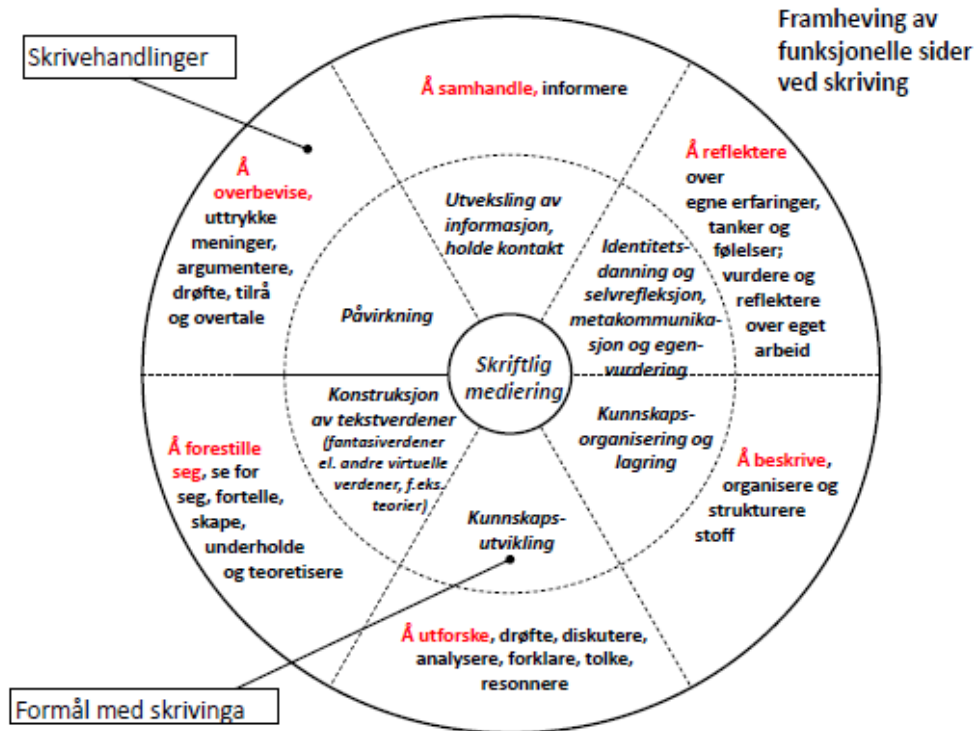 Framheving av
funksjonelle sider
ved skriving
Skrivehandlinger
Å samhandle, informere
Å reflektere
over
egne erfaringer,
tanker og
følelser;
vurdere og
reflektere
over eget
arbeid
Å
overbevise,
uttrykke
meninger,
argumentere,
drøfte, tilrå
og overtale
Utveksling av
informasjon,
holde kontakt
Identitets-
danning og
selvrefleksjon,
metakommunika-
sjon og egen-
vurdering
Påvirkning
Skriftlig
mediering
Konstruksjon
av tekstverdener
(fantasiverdener
el. andre virtuelle
verdener, f.eks.
teorier)
Kunnskaps-
organisering og
lagring
Å forestille
seg, se for
seg, fortelle,
skape,
underholde
og teoretisere
Å beskrive,
organisere og
strukturere
stoff
Kunnskaps-
utvikling
Å utforske, drøfte, diskutere,
analysere, forklare, tolke,
resonnere
Formål med skrivinga